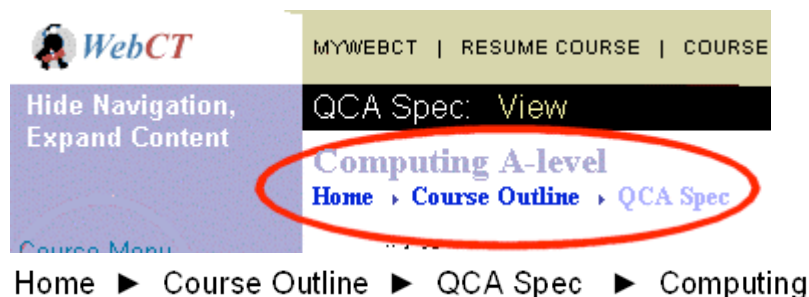 WebCT
MYWEBCT | RESUME COURSE | COURSE
Hide Navigation,
Expand Content
QCA Spec: View
Computing A-level
Home › Course Outline › QCA Spec
Course Menu
Home ► Course Outline ► QCA Spec ► Computing